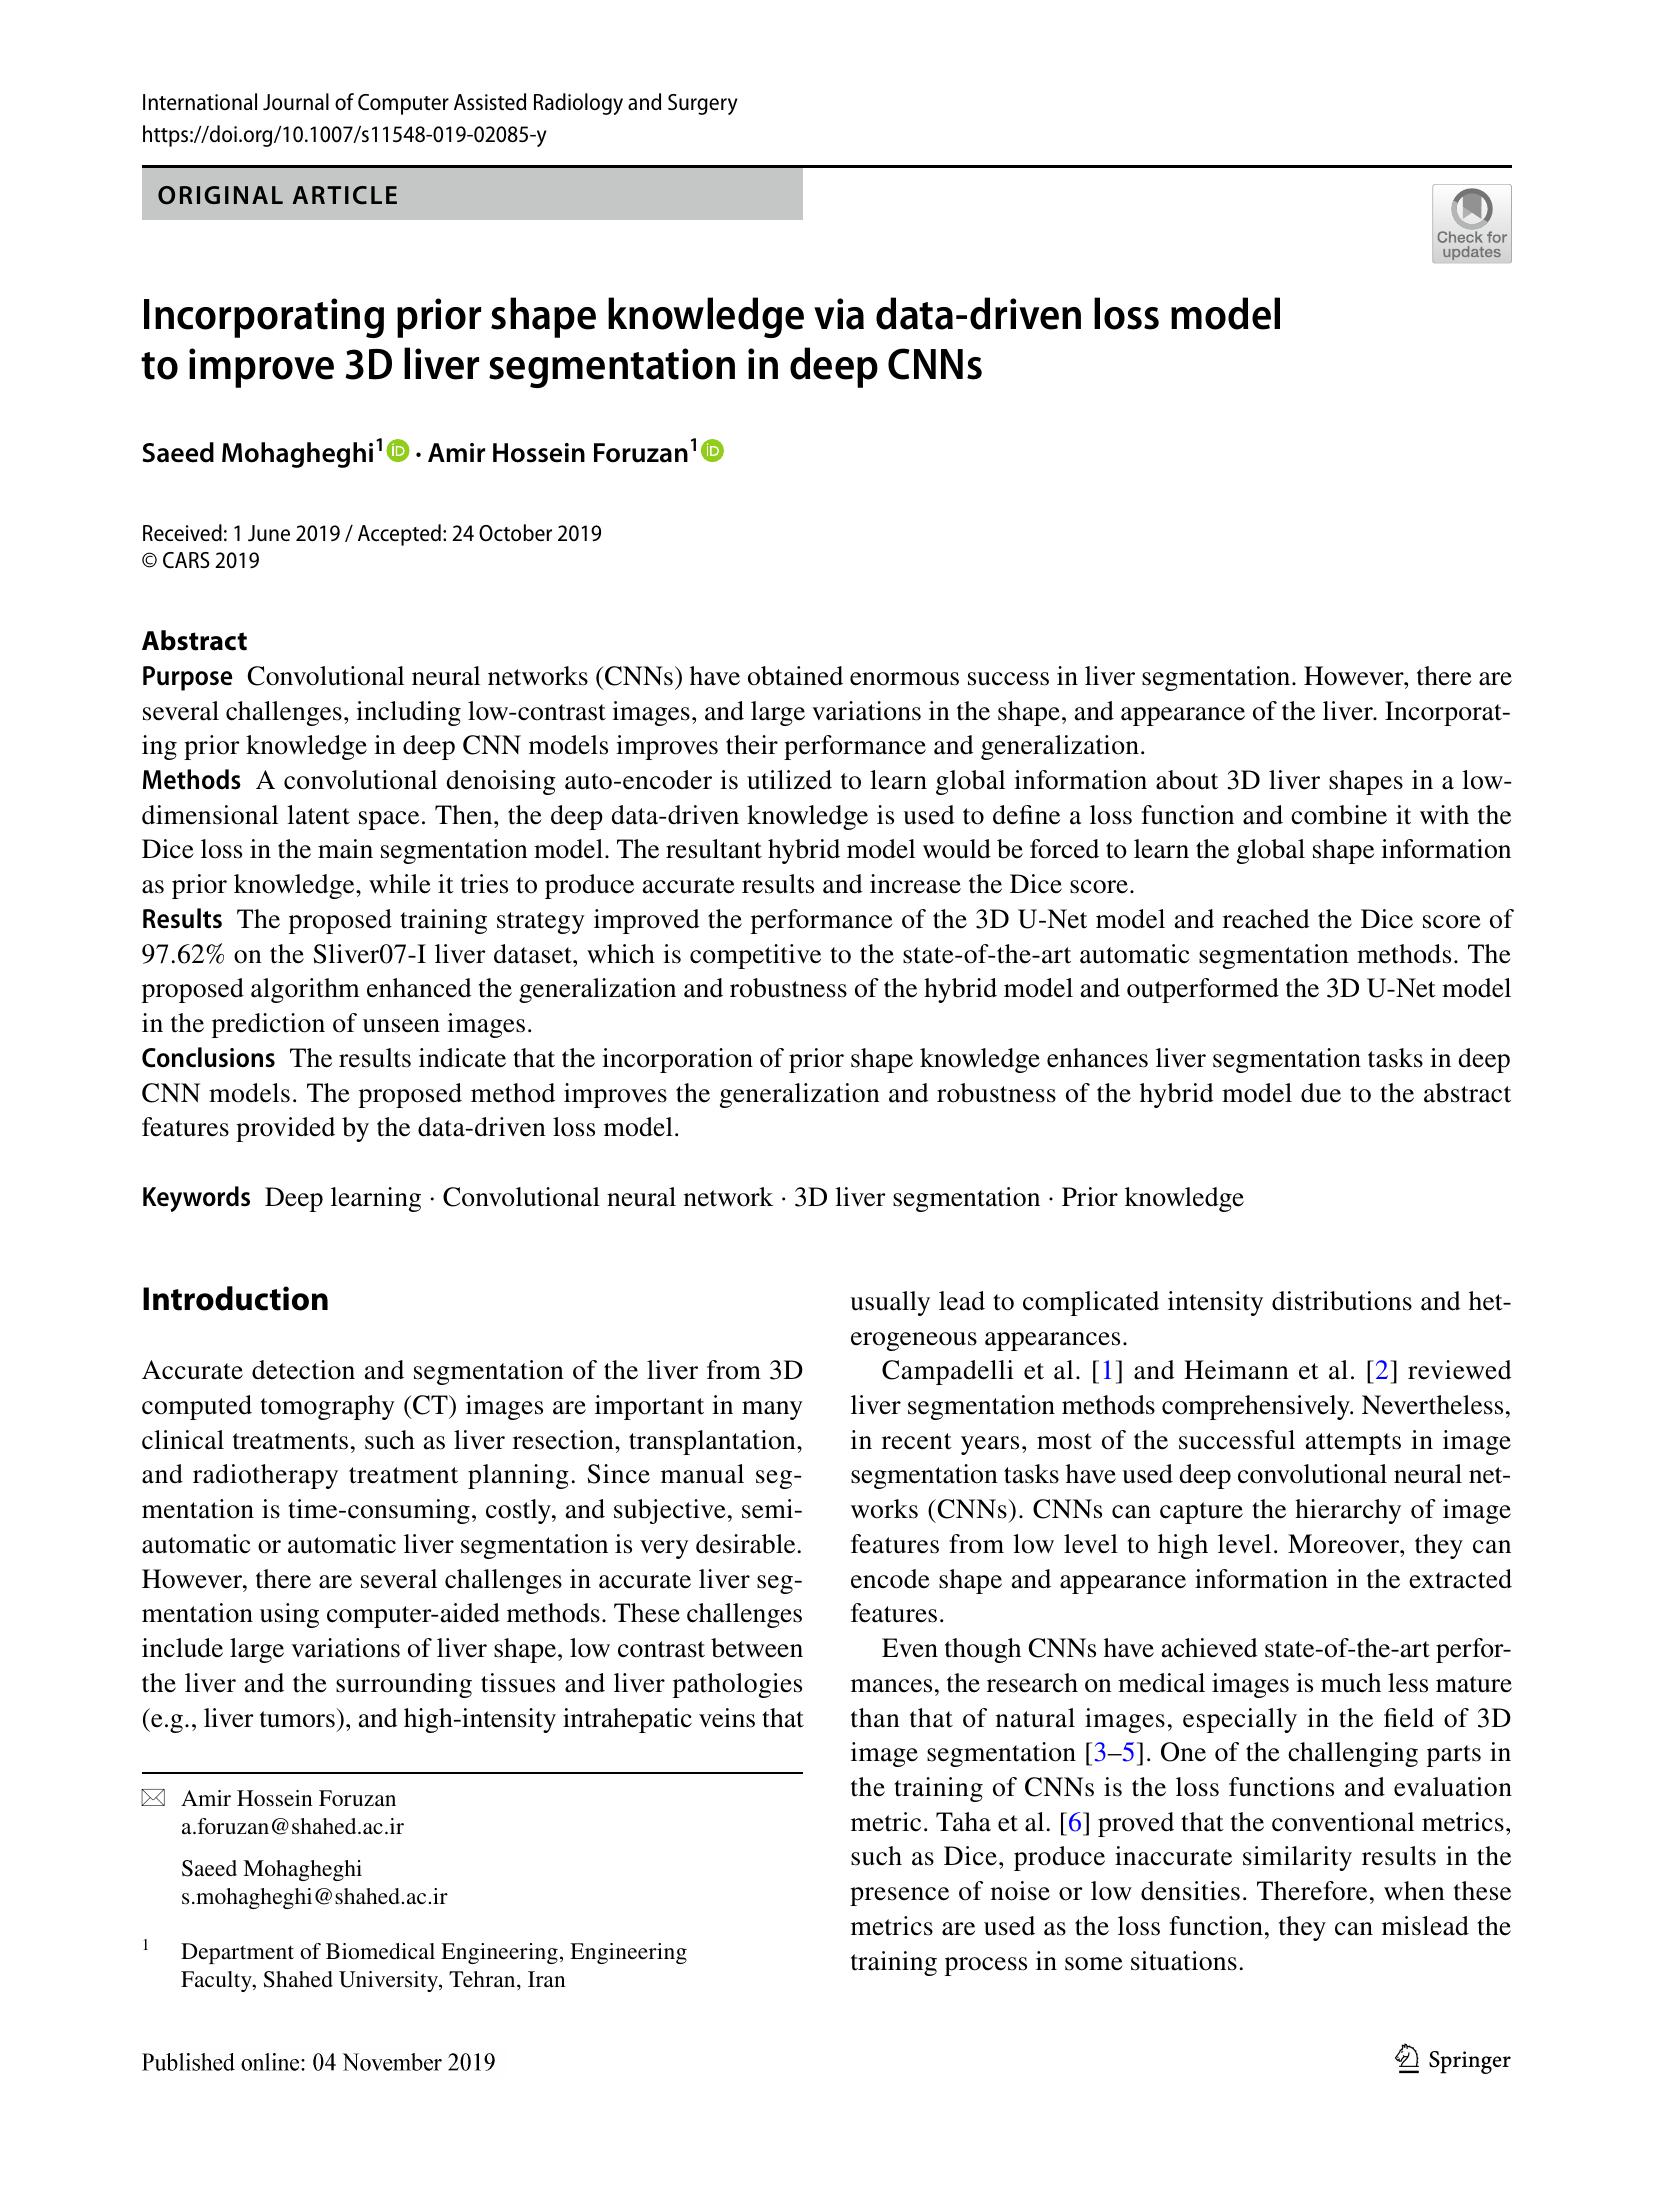 International Journal of Computer Assisted Radiology and Surgery
https://doi.org/10.1007/s11548-019-02085-y
ORIGINAL ARTICLE
Check for
updates
Incorporating prior shape knowledge via data-driven loss model
to improve 3D liver segmentation in deep CNNs
Saeed Mohagheghi1 iD · Amir Hossein Foruzan1 iD
Received: 1 June 2019 / Accepted: 24 October 2019
© CARS 2019
Abstract
Purpose Convolutional neural networks (CNNs) have obtained enormous success in liver segmentation. However, there are
several challenges, including low-contrast images, and large variations in the shape, and appearance of the liver. Incorporat-
ing prior knowledge in deep CNN models improves their performance and generalization.
Methods A convolutional denoising auto-encoder is utilized to learn global information about 3D liver shapes in a low-
dimensional latent space. Then, the deep data-driven knowledge is used to define a loss function and combine it with the
Dice loss in the main segmentation model. The resultant hybrid model would be forced to learn the global shape information
as prior knowledge, while it tries to produce accurate results and increase the Dice score.
Results The proposed training strategy improved the performance of the 3D U-Net model and reached the Dice score of
97.62% on the Sliver07-I liver dataset, which is competitive to the state-of-the-art automatic segmentation methods. The
proposed algorithm enhanced the generalization and robustness of the hybrid model and outperformed the 3D U-Net model
in the prediction of unseen images.
Conclusions The results indicate that the incorporation of prior shape knowledge enhances liver segmentation tasks in deep
CNN models. The proposed method improves the generalization and robustness of the hybrid model due to the abstract
features provided by the data-driven loss model.
Keywords Deep learning · Convolutional neural network · 3D liver segmentation · Prior knowledge
Introduction
Accurate detection and segmentation of the liver from 3D
computed tomography (CT) images are important in many
clinical treatments, such as liver resection, transplantation,
and radiotherapy treatment planning. Since manual seg-
mentation is time-consuming, costly, and subjective, semi-
automatic or automatic liver segmentation is very desirable.
However, there are several challenges in accurate liver seg-
mentation using computer-aided methods. These challenges
include large variations of liver shape, low contrast between
the liver and the surrounding tissues and liver pathologies
(e.g., liver tumors), and high-intensity intrahepatic veins that
Amir Hossein Foruzan
a.foruzan@shahed.ac.ir
Saeed Mohagheghi
s.mohagheghi@shahed.ac.ir
1 Department of Biomedical Engineering, Engineering
Faculty, Shahed University, Tehran, Iran
usually lead to complicated intensity distributions and het-
erogeneous appearances.
Campadelli et al. [1] and Heimann et al. [2] reviewed
liver segmentation methods comprehensively. Nevertheless,
in recent years, most of the successful attempts in image
segmentation tasks have used deep convolutional neural net-
works (CNNs). CNNs can capture the hierarchy of image
features from low level to high level. Moreover, they can
encode shape and appearance information in the extracted
features.
Even though CNNs have achieved state-of-the-art perfor-
mances, the research on medical images is much less mature
than that of natural images, especially in the field of 3D
image segmentation [3–5]. One of the challenging parts in
the training of CNNs is the loss functions and evaluation
metric. Taha et al. [6] proved that the conventional metrics,
such as Dice, produce inaccurate similarity results in the
presence of noise or low densities. Therefore, when these
metrics are used as the loss function, they can mislead the
training process in some situations.
Published online: 04 November 2019
Springer